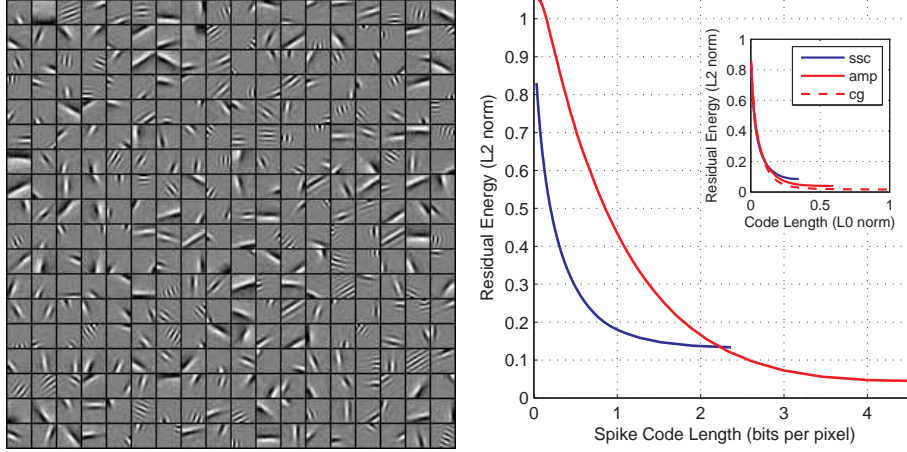 1
0.9
0.8
0.7
0.6
0.5
0.4
0.3
0.2
0.1
0
Residual Energy (L2 norm)
0 1 2 3 4
Spike Code Length (bits per pixel)
1
0.8
0.6
0.4
0.2
0
Residual Energy (L2 norm)
0 0.5 1
Code Length (L0 norm)
ssc
amp
cg